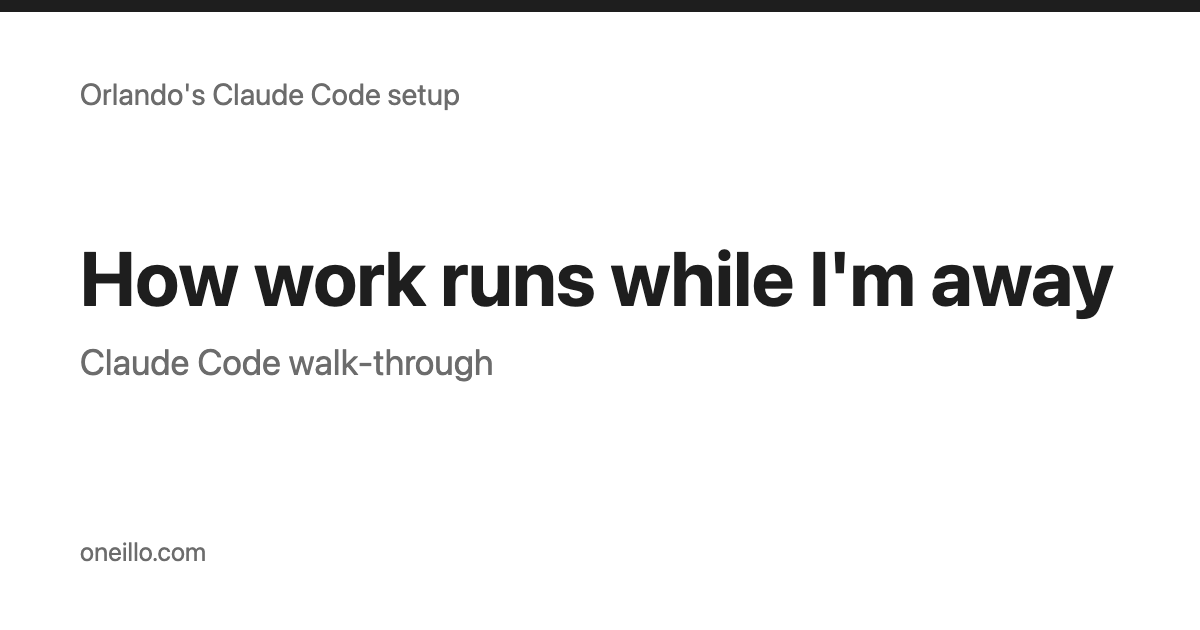 Orlando's Claude Code setup
How work runs while I'm away
Claude Code walk-through
oneillo.com